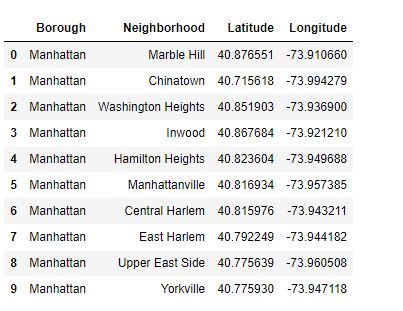 Borough Neighborhood Latitude Longitude
0 Manhattan Marble Hill 40.876551 -73.910660
1 Manhattan Chinatown 40.715618 -73.994279
2 Manhattan Washington Heights 40.851903 -73.936900
3 Manhattan Inwood 40.867684 -73.921210
4 Manhattan Hamilton Heights 40.823604 -73.949688
5 Manhattan Manhattanville 40.816934 -73.957385
6 Manhattan Central Harlem 40.815976 -73.943211
7 Manhattan East Harlem 40.792249 -73.944182
8 Manhattan Upper East Side 40.775639 -73.960508
9 Manhattan Yorkville 40.775930 -73.947118